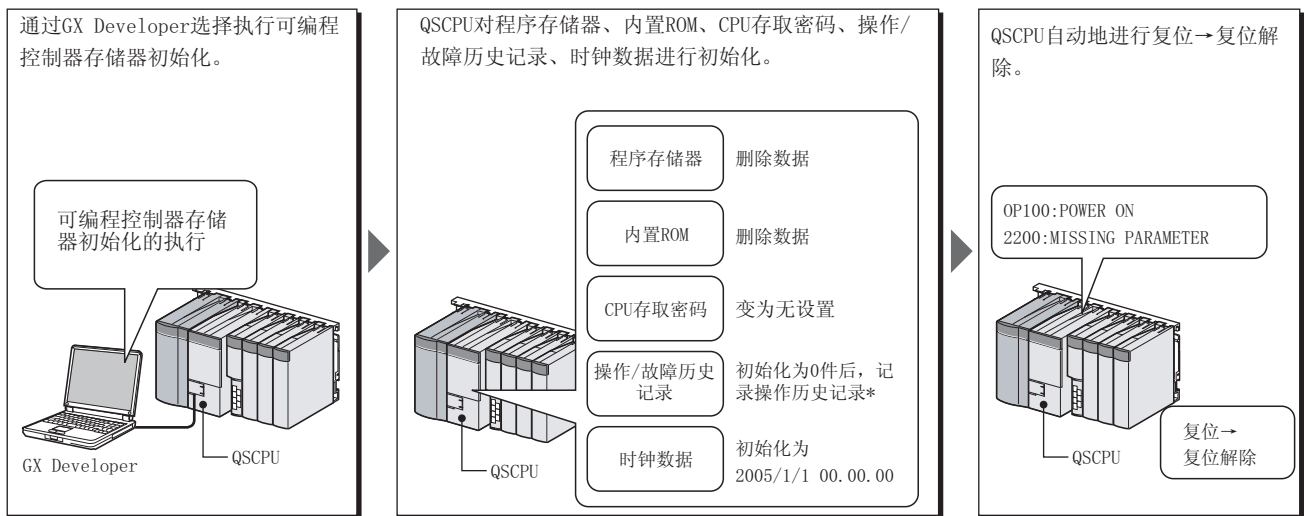 通过GX Developer选择执行可编程
控制器存储器初始化。
可编程控制器存储
器初始化的执行
GX Developer
QSCPU
QSCPU对程序存储器、内置ROM、CPU存取密码、操作/
故障历史记录、时钟数据进行初始化。
程序存储器 删除数据
内置ROM 删除数据
CPU存取密码 变为无设置
操作/故障历史
记录
初始化为0件后，记
录操作历史记录*
时钟数据
初始化为
2005/1/1 00.00.00
QSCPU
QSCPU自动地进行复位→复位解
除。
OP100:POWER ON
2200:MISSING PARAMETER
QSCPU
复位→
复位解除